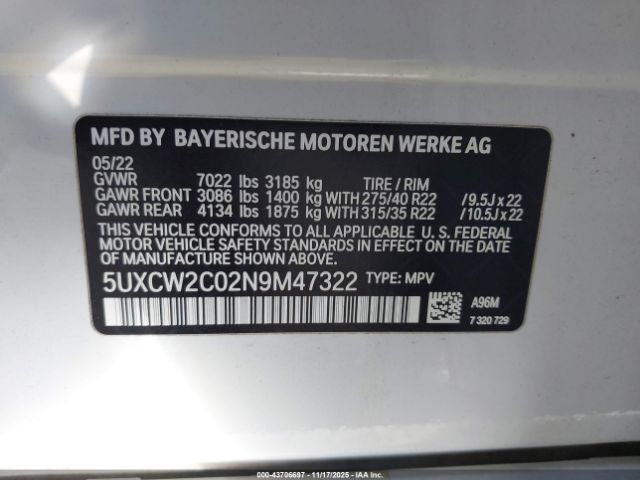 MFD BY BAYERISCHE MOTOREN WERKE AG
05/22
GVWR 7022 lbs 3185 kg TIRE / RIM
GAWR FRONT 3086 lbs 1400 kg WITH 275/40 R22 / 9.5J x 22
GAWR REAR 4134 lbs 1875 kg WITH 315/35 R22 / 10.5J x 22
THIS VEHICLE CONFORMS TO ALL APPLICABLE U. S. FEDERAL
MOTOR VEHICLE SAFETY STANDARDS IN EFFECT ON THE DATE OF
MANUFACTURE SHOWN ABOVE.
5UXCW2C02N9M47322 TYPE: MPV
A96M
7 320 729
000-43706697 - 11/17/2025 - IAAI.COM